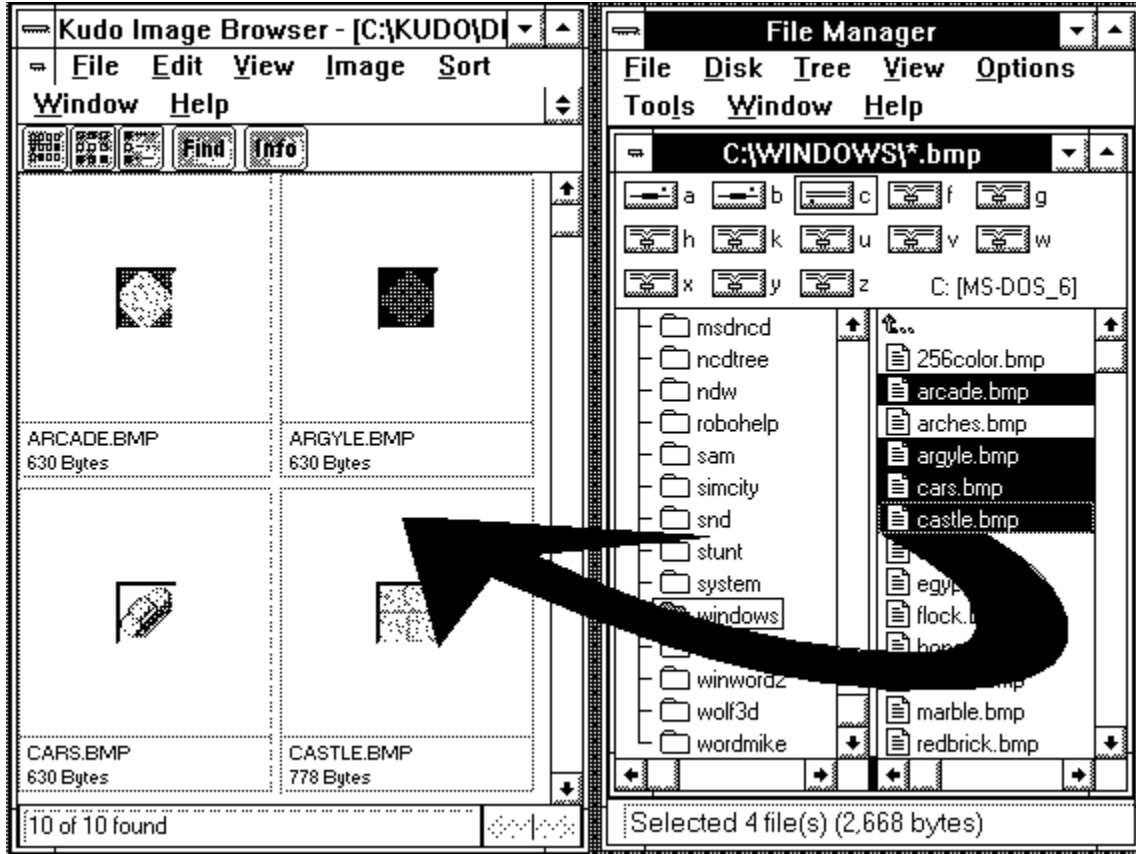 Kudo Image Browser - [C:\KUDO\DI
File Edit View Image Sort
Window Help
Find Info
ARCADE.BMP
630 Bytes
ARGYLE.BMP
630 Bytes
CARS.BMP
630 Bytes
CASTLE.BMP
778 Bytes
10 of 10 found
File Manager
File Disk Tree View Options
Tools Window Help
C:\WINDOWS\*.bmp
a b c f g
h k u v w
x y z C: [MS-DOS_6]
msdncd
ncdtree
ndw
robohelp
sam
simcity
snd
stunt
system
windows
winword2
wolf3d
wordmike
..
256color.bmp
arcade.bmp
arches.bmp
argyle.bmp
cars.bmp
castle.bmp
marble.bmp
redbrick.bmp
Selected 4 file(s) (2,668 bytes)